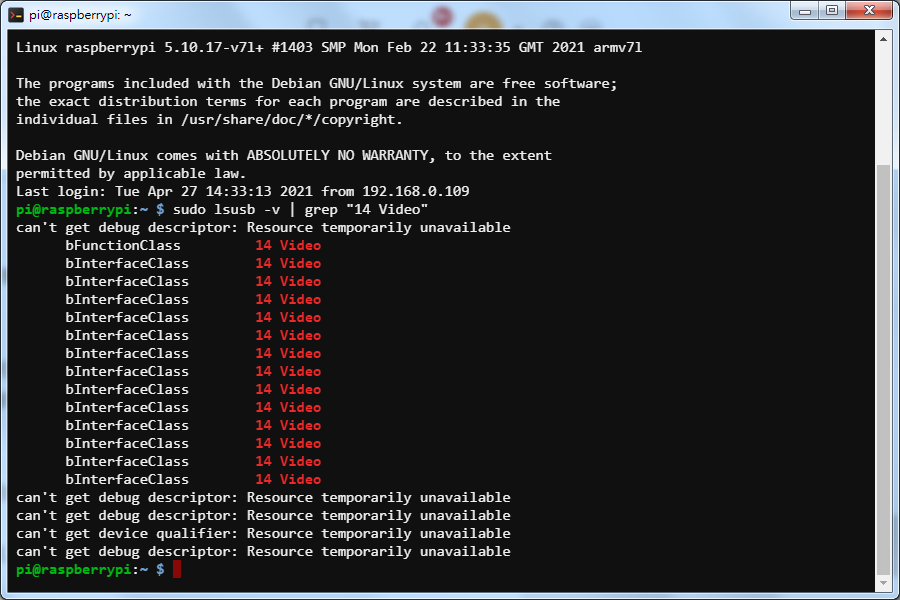 pi@raspberrypi: ~
Linux raspberrypi 5.10.17-v7l+ #1403 SMP Mon Feb 22 11:33:35 GMT 2021 armv7l
The programs included with the Debian GNU/Linux system are free software;
the exact distribution terms for each program are described in the
individual files in /usr/share/doc/*/copyright.
Debian GNU/Linux comes with ABSOLUTELY NO WARRANTY, to the extent
permitted by applicable law.
Last login: Tue Apr 27 14:33:13 2021 from 192.168.0.109
pi@raspberrypi:~ $ sudo lsusb -v | grep "14 Video"
can't get debug descriptor: Resource temporarily unavailable
bFunctionClass 14 Video
bInterfaceClass 14 Video
bInterfaceClass 14 Video
bInterfaceClass 14 Video
bInterfaceClass 14 Video
bInterfaceClass 14 Video
bInterfaceClass 14 Video
bInterfaceClass 14 Video
bInterfaceClass 14 Video
bInterfaceClass 14 Video
bInterfaceClass 14 Video
bInterfaceClass 14 Video
bInterfaceClass 14 Video
bInterfaceClass 14 Video
can't get debug descriptor: Resource temporarily unavailable
can't get debug descriptor: Resource temporarily unavailable
can't get device qualifier: Resource temporarily unavailable
can't get debug descriptor: Resource temporarily unavailable
pi@raspberrypi:~ $